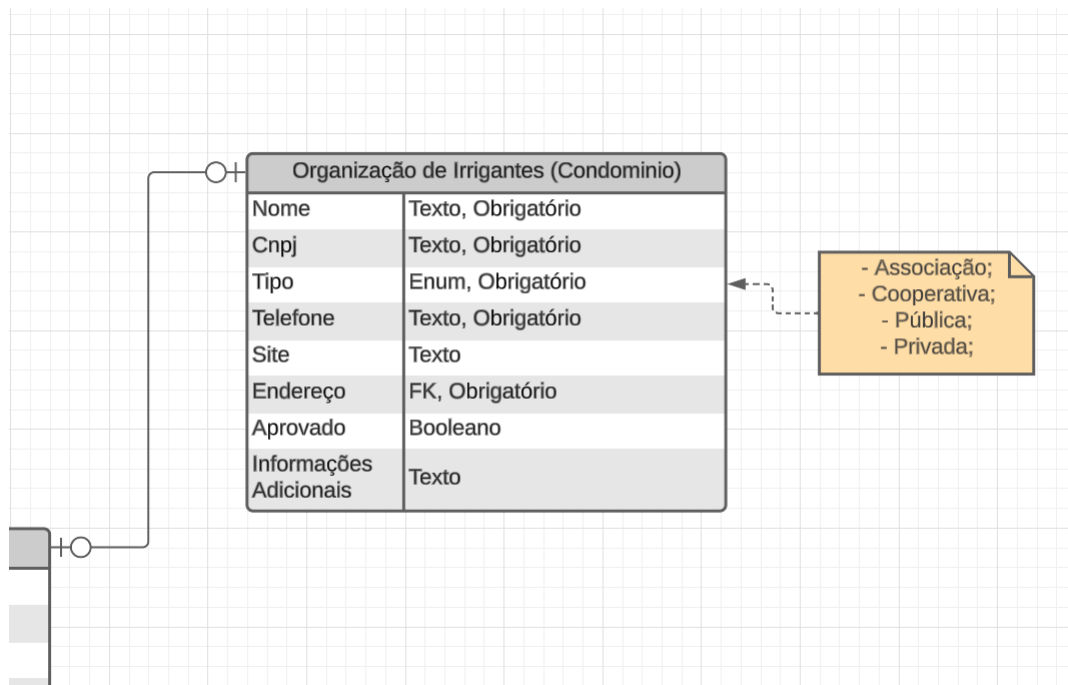 Organização de Irrigantes (Condominio)
Nome Texto, Obrigatório
Cnpj Texto, Obrigatório
Tipo Enum, Obrigatório
Telefone Texto, Obrigatório
Site Texto
Endereço FK, Obrigatório
Aprovado Booleano
Informações
Adicionais Texto
- Associação;
- Cooperativa;
- Pública;
- Privada;